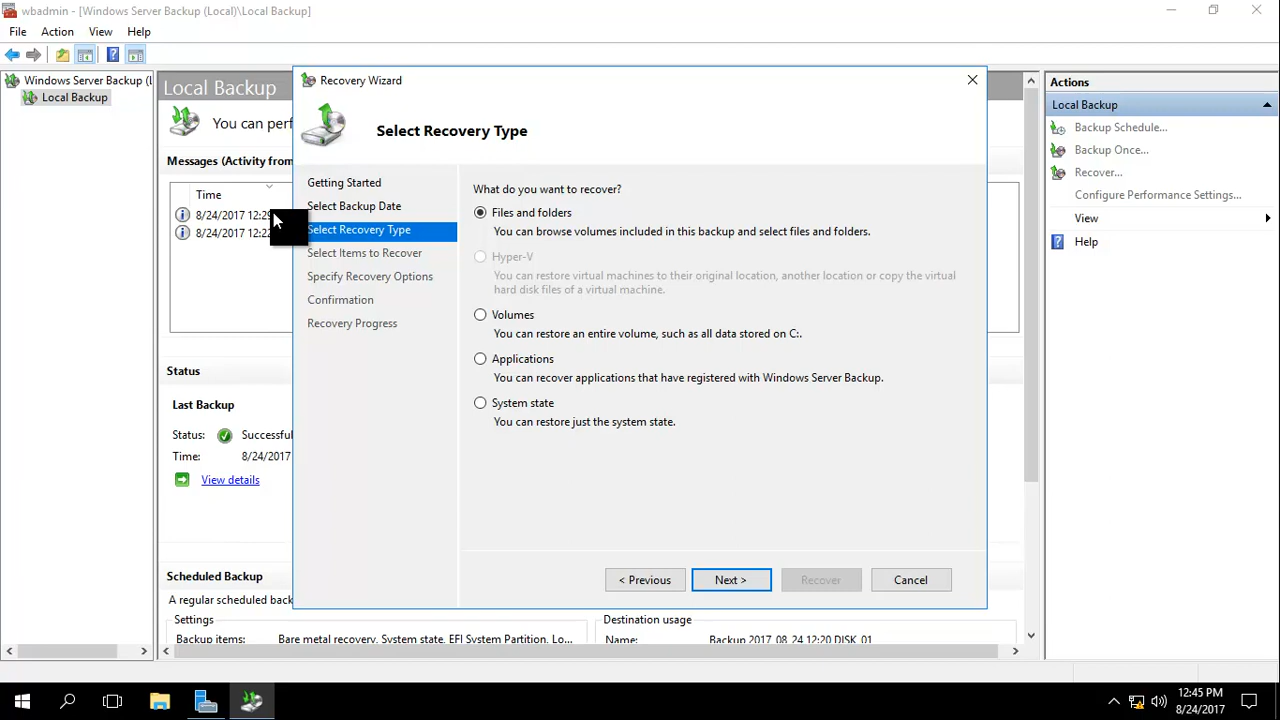 wbadmin - [Windows Server Backup (Local)\Local Backup]
File Action View Help
Windows Server Backup (L
Local Backup
Local Backup
You can perf
Messages (Activity from
Time
8/24/2017 12:29
8/24/2017 12:22
Status
Last Backup
Status: Successful
Time: 8/24/2017
View details
Scheduled Backup
A regular scheduled back
Settings
Backup items: Bare metal recovery, System state, EFI System Partition, Lo...
Destination usage
Name: Backup 2017_08_24 12:20 DISK_01
Recovery Wizard
Select Recovery Type
Getting Started
Select Backup Date
Select Recovery Type
Select Items to Recover
Specify Recovery Options
Confirmation
Recovery Progress
What do you want to recover?
Files and folders
You can browse volumes included in this backup and select files and folders.
Hyper-V
You can restore virtual machines to their original location, another location or copy the virtual
hard disk files of a virtual machine.
Volumes
You can restore an entire volume, such as all data stored on C:.
Applications
You can recover applications that have registered with Windows Server Backup.
System state
You can restore just the system state.
< Previous Next > Recover Cancel
Actions
Local Backup
Backup Schedule...
Backup Once...
Recover...
Configure Performance Settings...
View
Help
12:45 PM
8/24/2017